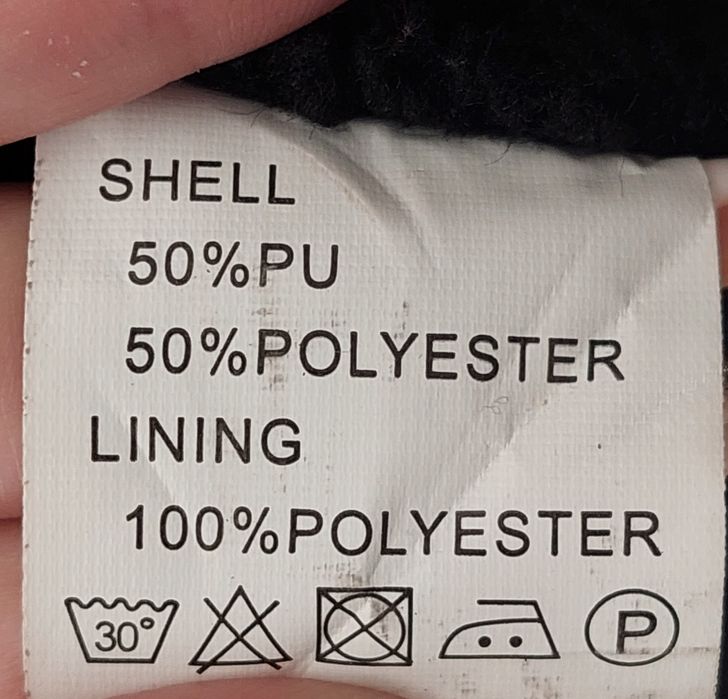 SHELL
50%PU
50%POLYESTER
LINING
100%POLYESTER
30° P